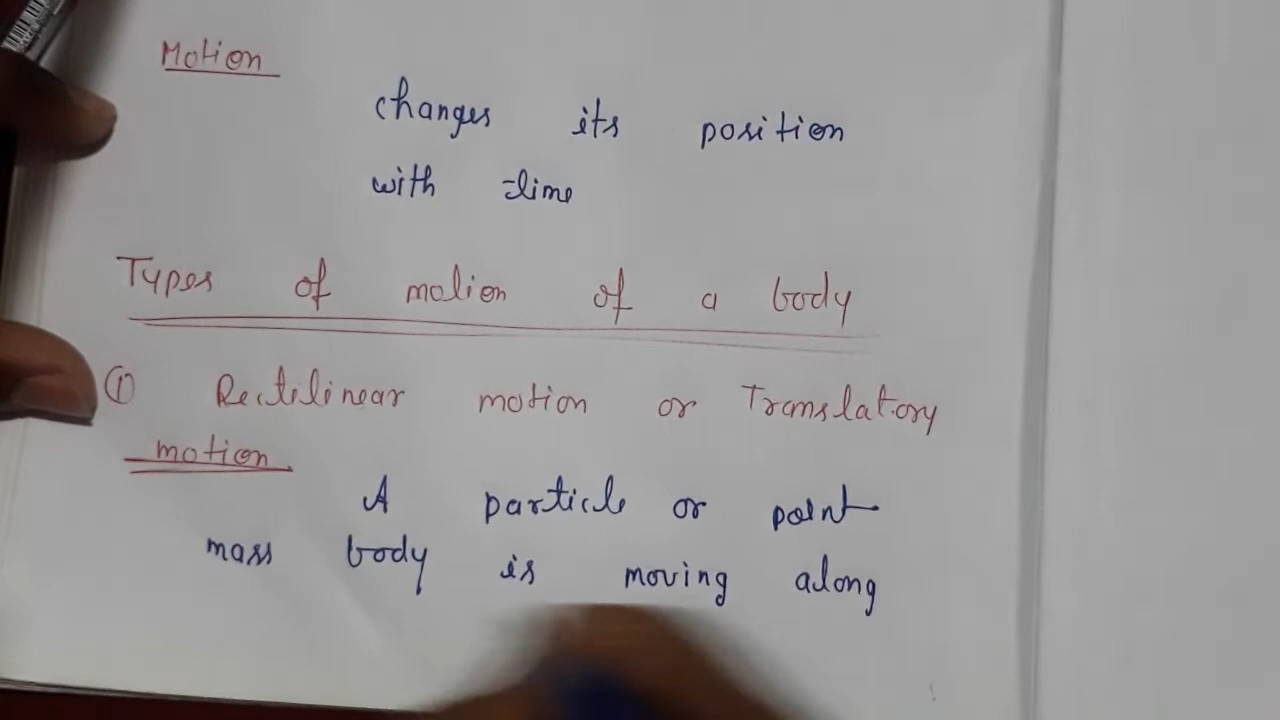 Motion
changes its position
with time
Types of motion of a body
① Rectilinear motion or Translatory
motion
A particle or point
mass body is moving along